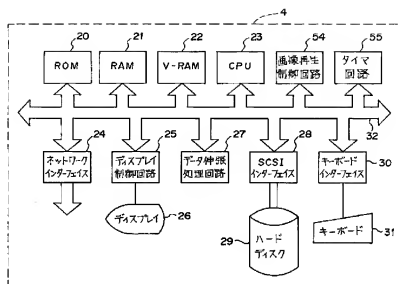 4
20
21
22
23
54
55
ROM
RAM
V-RAM
CPU
画像再生
制御回路
タイマ
回路
32
24
25
27
28
30
ネットワーク
インターフェイス
ディスプレイ
制御回路
データ伸張
処理回路
SCSI
インターフェイス
キーボード
インターフェイス
ディスプレイ
26
29
ハード
ディスク
キーボード
31